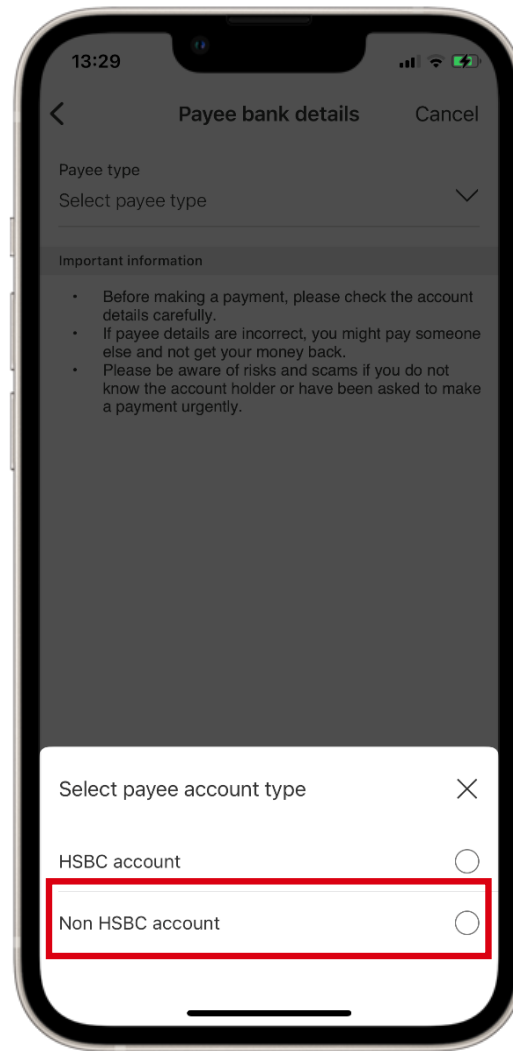 13:29
Payee bank details Cancel
Payee type
Select payee type
Important information
• Before making a payment, please check the account
details carefully.
• If payee details are incorrect, you might pay someone
else and not get your money back.
• Please be aware of risks and scams if you do not
know the account holder or have been asked to make
a payment urgently.
Select payee account type
HSBC account
Non HSBC account